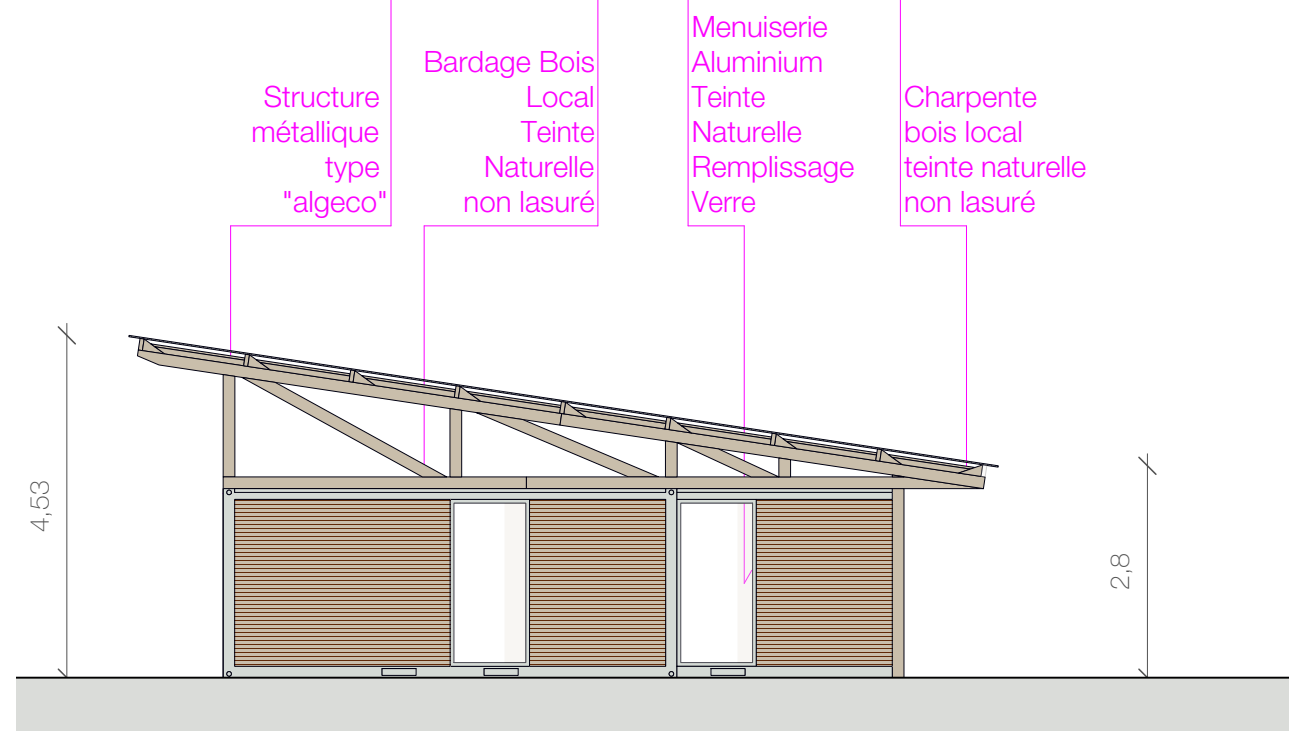 Structure
métallique
type
"algeco"
Bardage Bois
Local
Teinte
Naturelle
non lasuré
Menuiserie
Aluminium
Teinte
Naturelle
Remplissage
Verre
Charpente
bois local
teinte naturelle
non lasuré
4,53
2,8